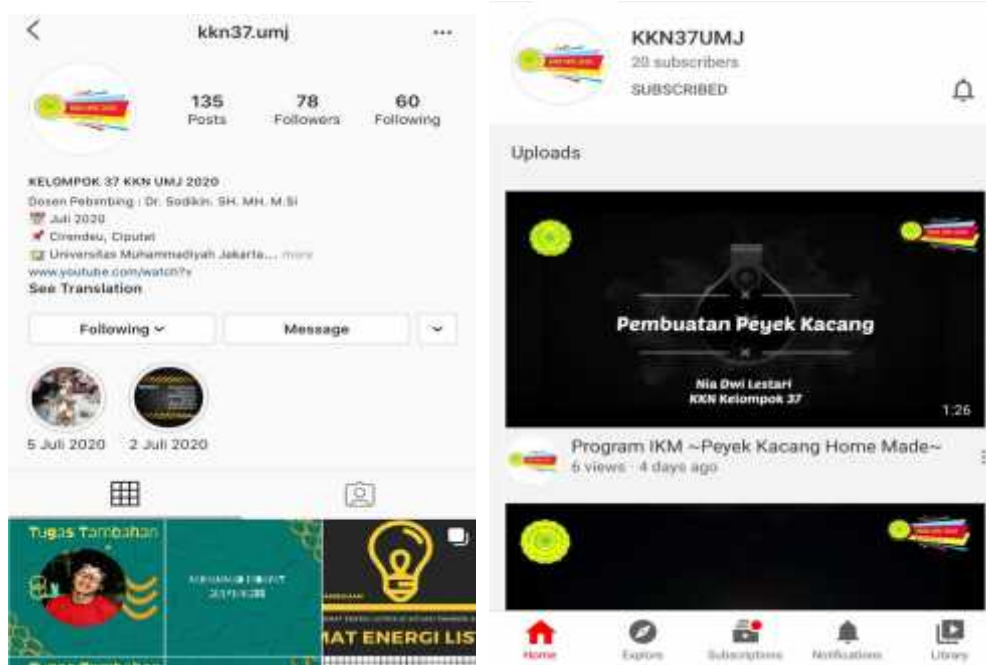 kkn37.umj
135
Posts
78
Followers
60
Following
KELOMPOK 37 KKN UMJ 2020
Dosen Pebimbing : Dr. Sodikin. SH. MH. M.Si
Juli 2020
Cirendeu, Ciputat
Universitas Muhammadiyah Jakarta... more
www.youtube.com/watch?v
See Translation
Following
Message
5 Juli 2020
2 Juli 2020
Tugas Tambahan
MAT ENERGI LIS
Tugas Tambahan
KKN37UMJ
20 subscribers
SUBSCRIBED
Uploads
Pembuatan Peyek Kacang
Nia Dwi Lestari
KKN Kelompok 37
1:26
Program IKM ~Peyek Kacang Home Made~
6 views · 4 days ago
Home
Explore
Subscriptions
Notifications
Library